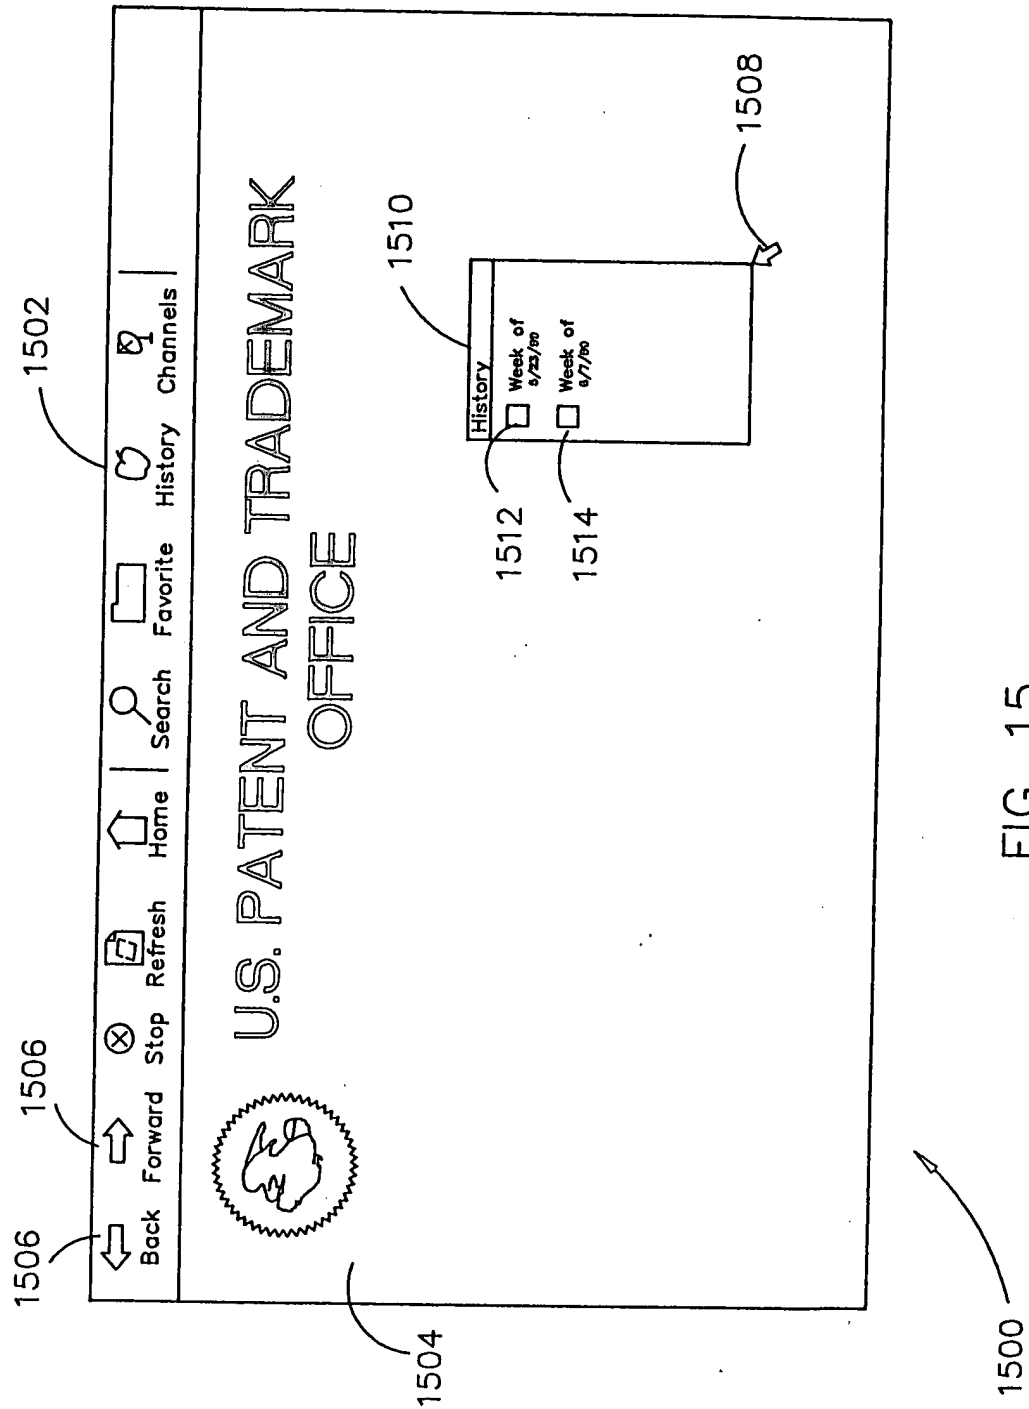 1506
1506
1502
Back Forward Stop Refresh Home Search Favorite History Channels
U.S. PATENT AND TRADEMARK
OFFICE
1504
1510
History
1512
Week of
1514
Week of
1508
1500
FIG. 15